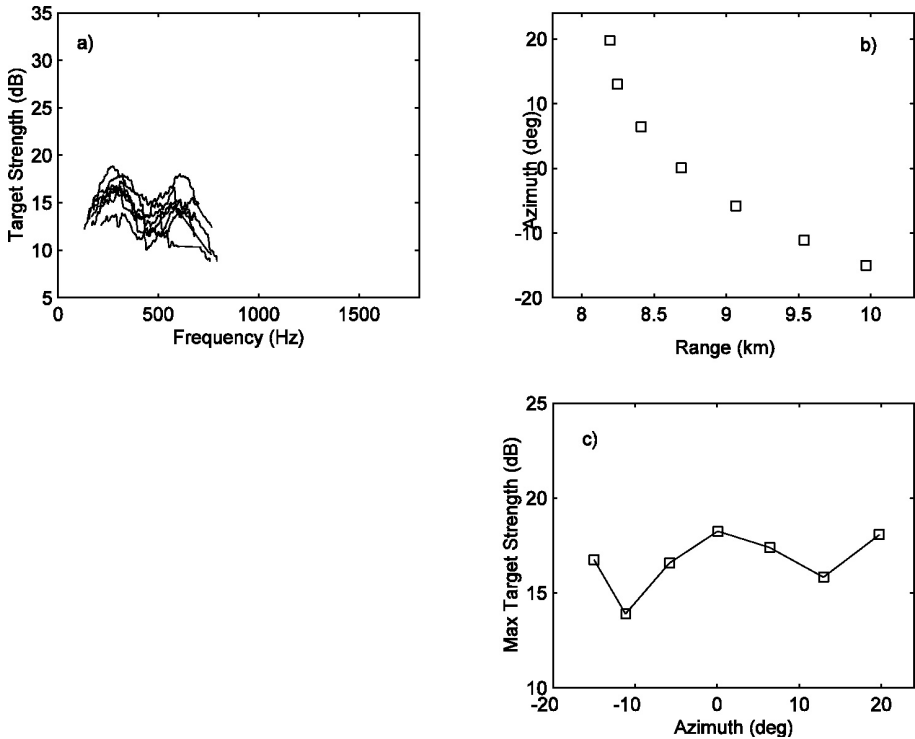 a)
35
30
25
20
15
10
5
Target Strength (dB)
0 500 1000 1500
Frequency (Hz)
b)
20
10
0
-10
-20
Azimuth (deg)
8 8.5 9 9.5 10
Range (km)
c)
25
20
15
10
Max Target Strength (dB)
-20 -10 0 10 20
Azimuth (deg)